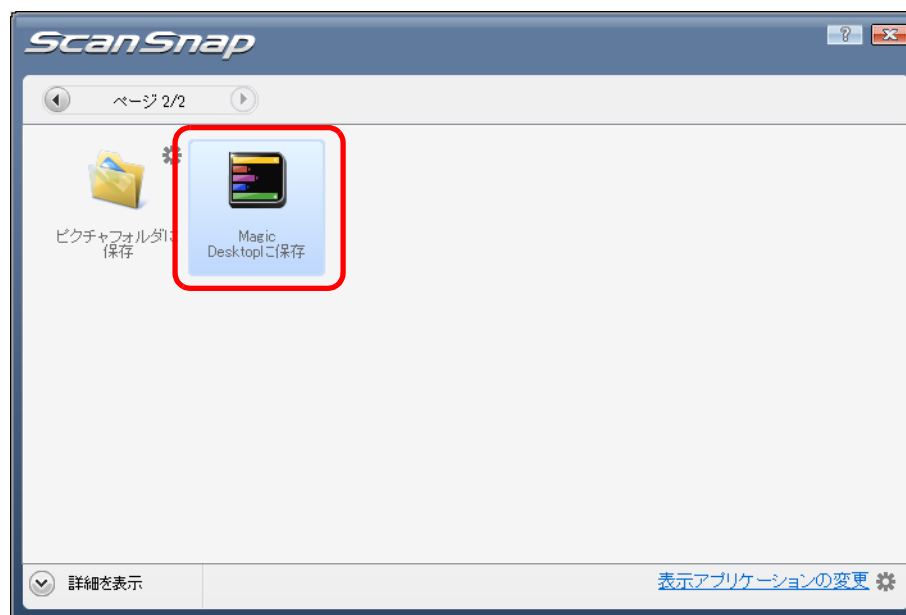 ScanSnap
?
ページ 2/2
ピクチャフォルダに
保存
Magic
Desktopに保存
詳細を表示
表示アプリケーションの変更